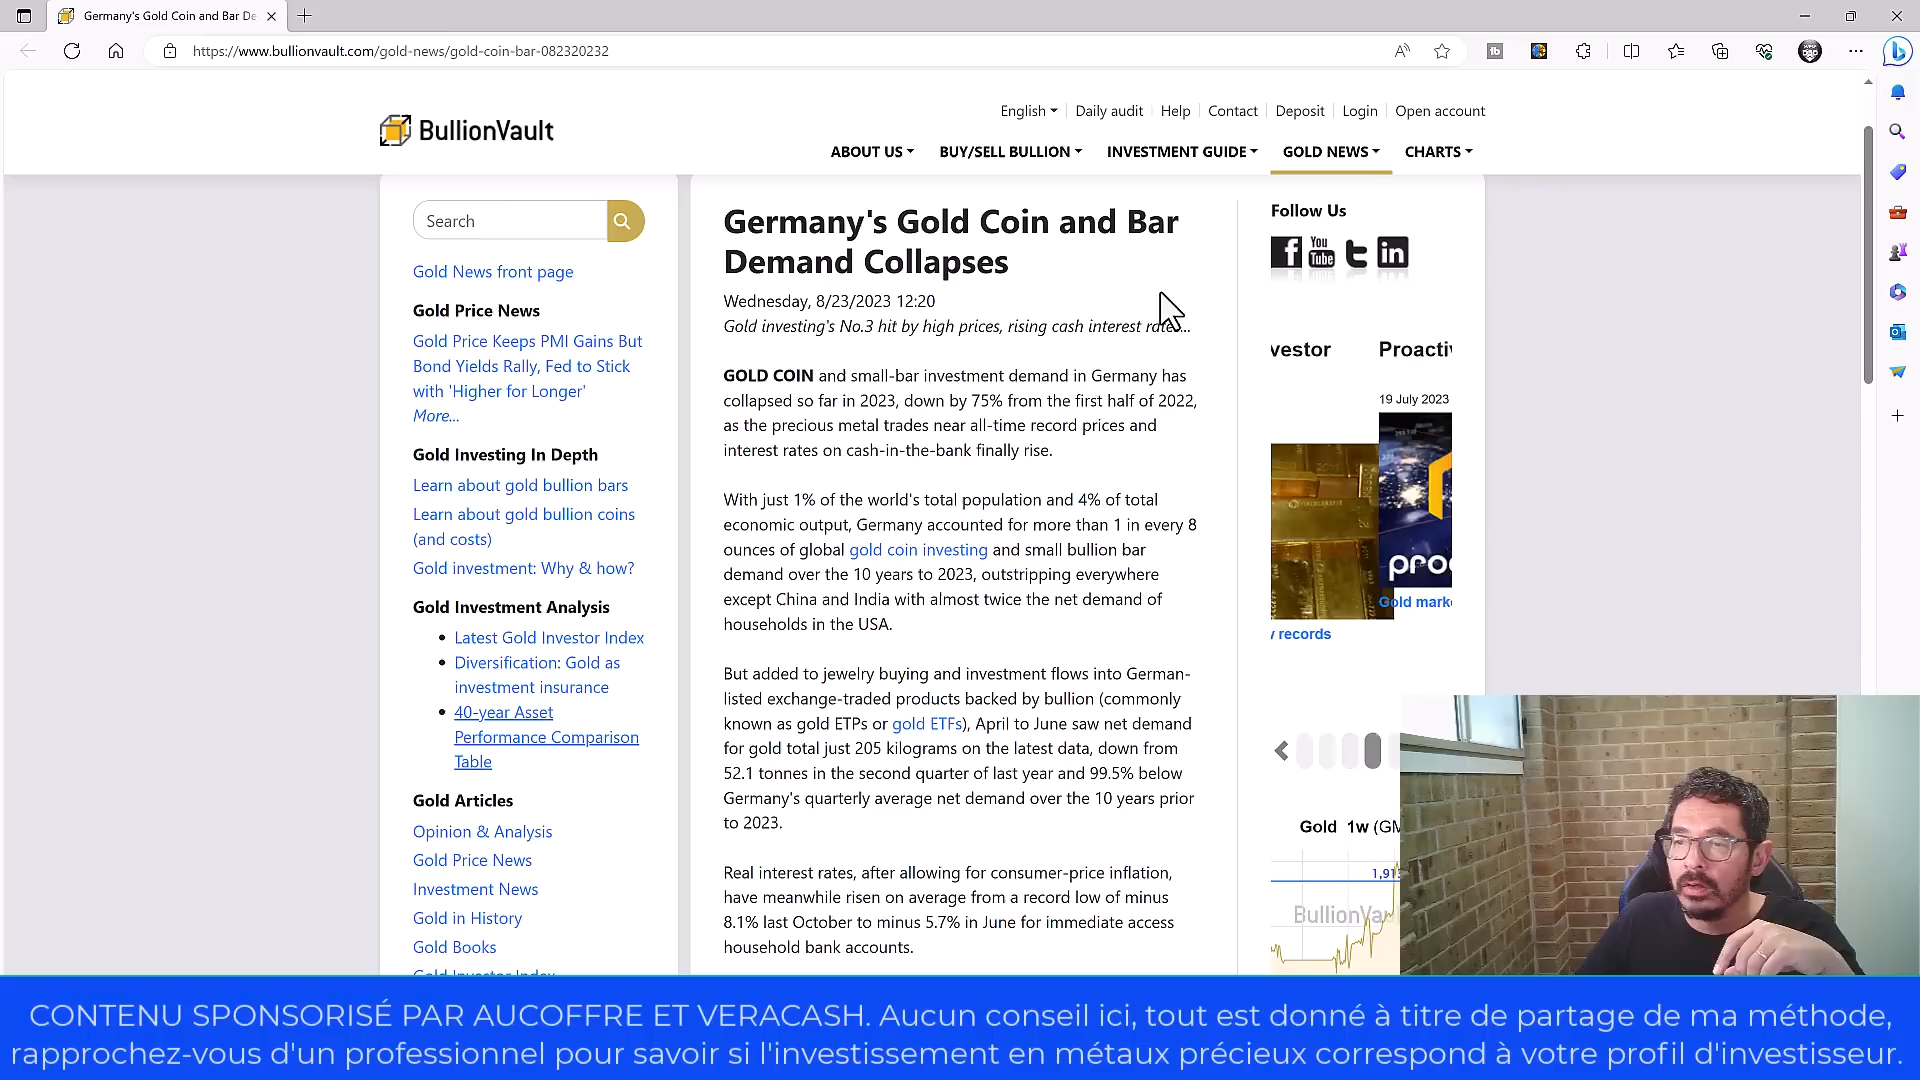 Germany's Gold Coin and Bar De
https://www.bullionvault.com/gold-news/gold-coin-bar-082320232
BullionVault
English
Daily audit
Help
Contact
Deposit
Login
Open account
ABOUT US
BUY/SELL BULLION
INVESTMENT GUIDE
GOLD NEWS
CHARTS
Search
Gold News front page
Gold Price News
Gold Price Keeps PMI Gains But
Bond Yields Rally, Fed to Stick
with 'Higher for Longer'
More...
Gold Investing In Depth
Learn about gold bullion bars
Learn about gold bullion coins
(and costs)
Gold investment: Why & how?
Gold Investment Analysis
Latest Gold Investor Index
Diversification: Gold as
investment insurance
40-year Asset
Performance Comparison
Table
Gold Articles
Opinion & Analysis
Gold Price News
Investment News
Gold in History
Gold Books
Gold Investor Index
Germany's Gold Coin and Bar
Demand Collapses
Wednesday, 8/23/2023 12:20
Gold investing's No.3 hit by high prices, rising cash interest rates...
GOLD COIN and small-bar investment demand in Germany has
collapsed so far in 2023, down by 75% from the first half of 2022,
as the precious metal trades near all-time record prices and
interest rates on cash-in-the-bank finally rise.
With just 1% of the world's total population and 4% of total
economic output, Germany accounted for more than 1 in every 8
ounces of global gold coin investing and small bullion bar
demand over the 10 years to 2023, outstripping everywhere
except China and India with almost twice the net demand of
households in the USA.
But added to jewelry buying and investment flows into German-
listed exchange-traded products backed by bullion (commonly
known as gold ETPs or gold ETFs), April to June saw net demand
for gold total just 205 kilograms on the latest data, down from
52.1 tonnes in the second quarter of last year and 99.5% below
Germany's quarterly average net demand over the 10 years prior
to 2023.
Real interest rates, after allowing for consumer-price inflation,
have meanwhile risen on average from a record low of minus
8.1% last October to minus 5.7% in June for immediate access
household bank accounts.
Follow Us
f You Tube t in
vestor
Proactiv
19 July 2023
proa
Gold marke
v records
Gold 1w (GM
1,91
BullionVau
CONTENU SPONSORISÉ PAR AUCOFFRE ET VERACASH. Aucun conseil ici, tout est donné à titre de partage de ma méthode,
rapprochez-vous d'un professionnel pour savoir si l'investissement en métaux précieux correspond à votre profil d'investisseur.